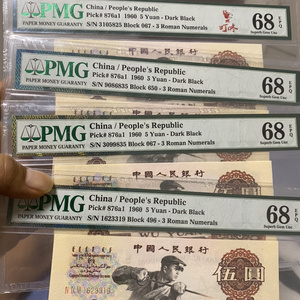 PMG
PAPER MONEY GUARANTY
China / People's Republic
Pick# 876a1 1960 5 Yuan - Dark Black
S/N 3105825 Block 067 - 3 Roman Numerals
68 EPQ
Superb Gem Unc
PMG
PAPER MONEY GUARANTY
China / People's Republic
Pick# 876a1 1960 5 Yuan - Dark Black
S/N 9088835 Block 650 - 3 Roman Numerals
68 EPQ
Superb Gem Unc
PMG
PAPER MONEY GUARANTY
China / People's Republic
Pick# 876a1 1960 5 Yuan - Dark Black
S/N 3099835 Block 067 - 3 Roman Numerals
68 EPQ
Superb Gem Unc
中国人民银行
PMG
PAPER MONEY GUARANTY
China / People's Republic
Pick# 876a1 1960 5 Yuan - Dark Black
S/N 1623319 Block 496 - 3 Roman Numerals
68 EPQ
Superb Gem Unc
中国人民银行
伍圆